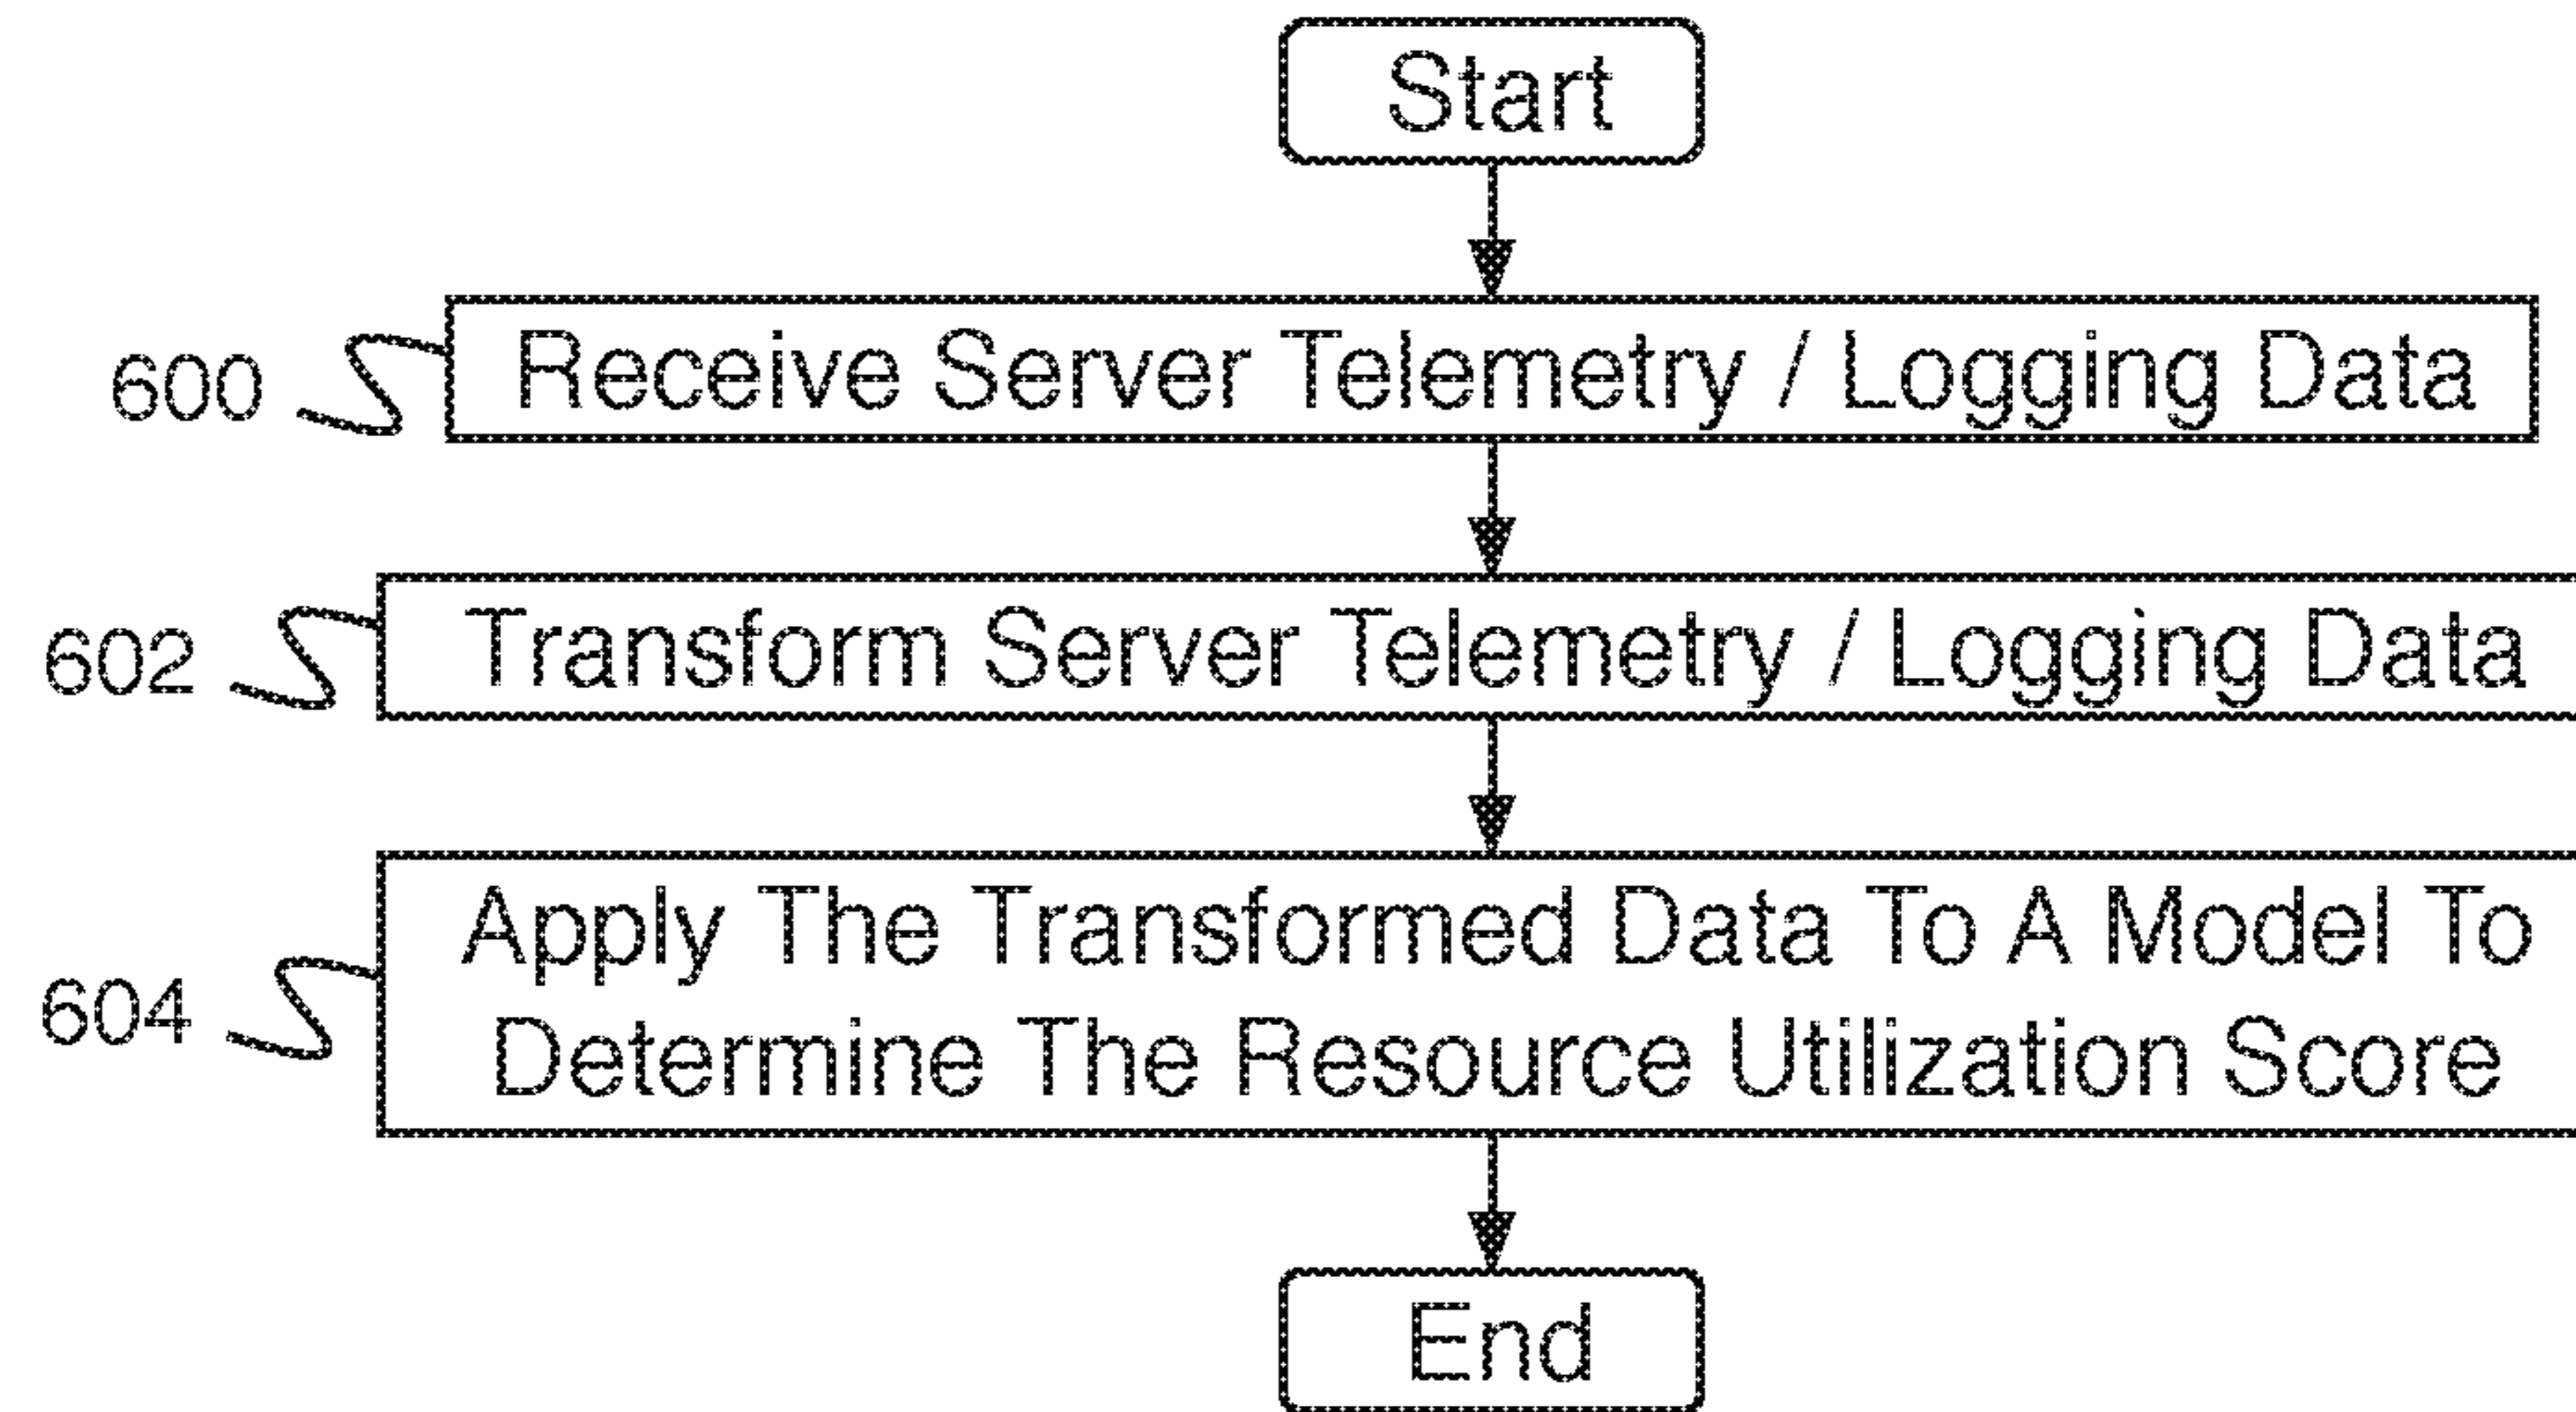 Start
600
Receive Server Telemetry / Logging Data
602
Transform Server Telemetry / Logging Data
604
Apply The Transformed Data To A Model To
Determine The Resource Utilization Score
End